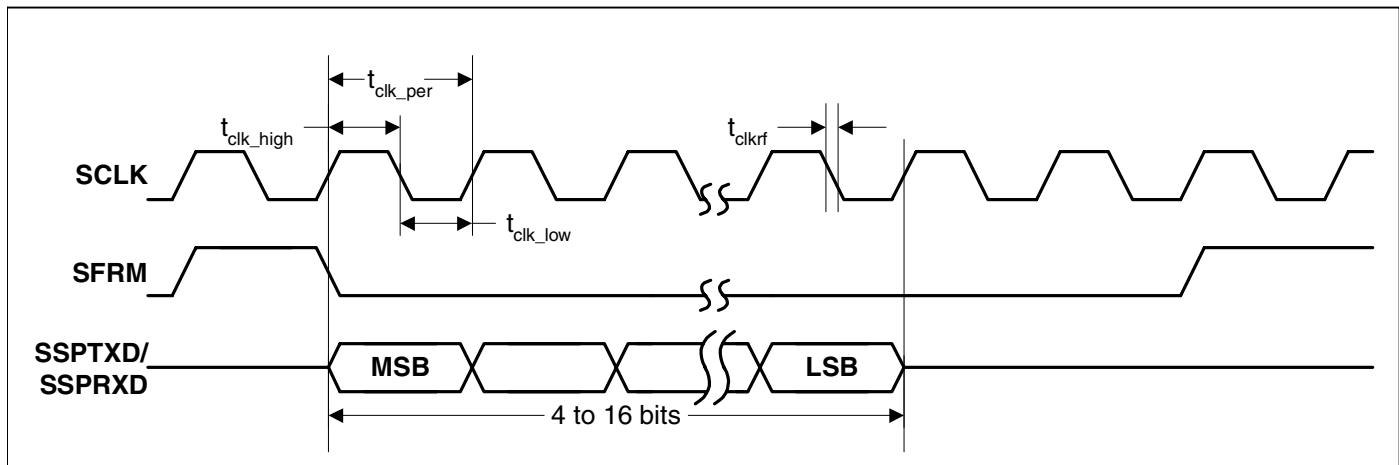 t_clk_per
t_clk_high
t_clkrf
SCLK
t_clk_low
SFRM
SSPTXD/
SSPRXD
MSB
LSB
4 to 16 bits